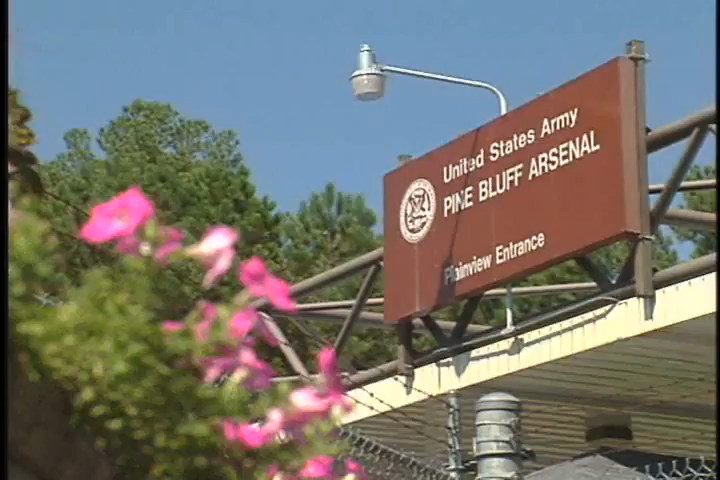 United States Army
PINE BLUFF ARSENAL
Plainview Entrance